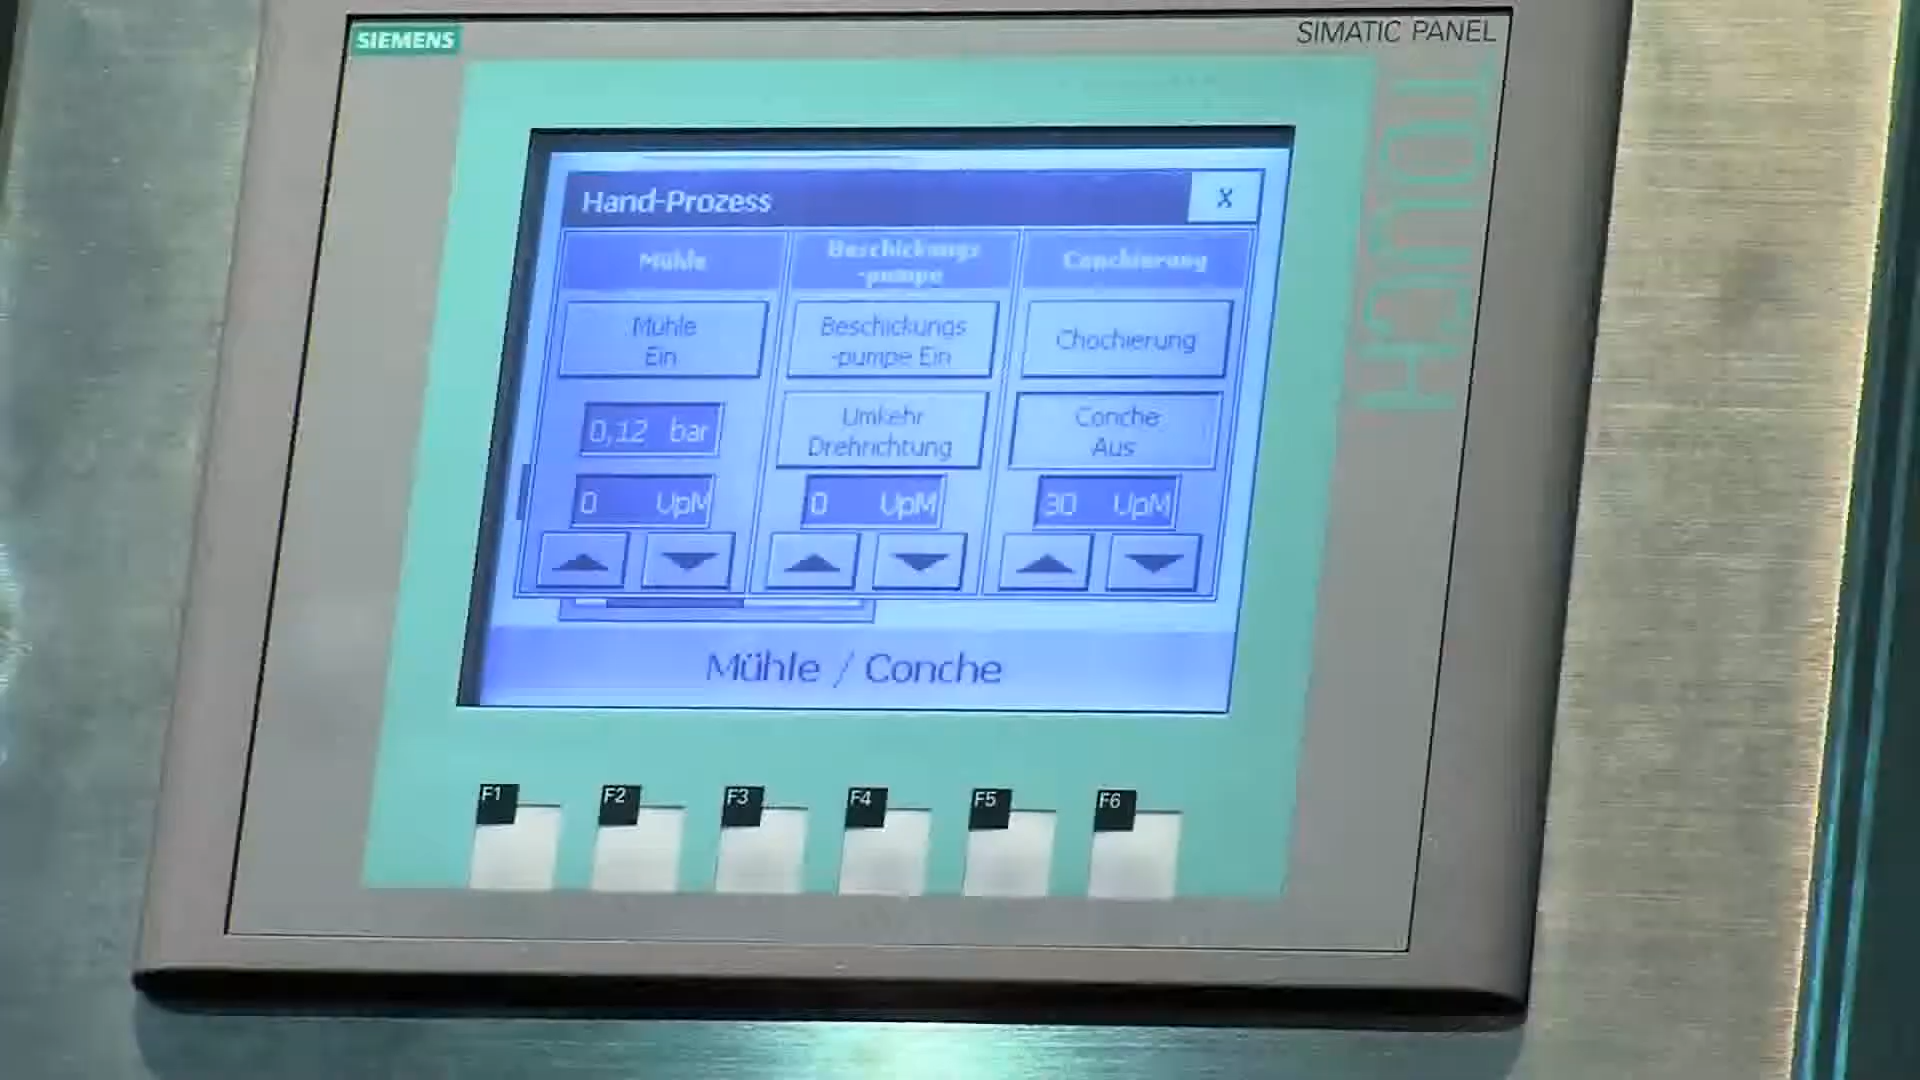 SIEMENS
SIMATIC PANEL
TOUCH
Hand-Prozess
X
Mühle
Beschickungs
-pumpe
Conchierung
Mühle
Ein
Beschickungs
-pumpe Ein
Chochierung
0,12 bar
Umkehr
Drehrichtung
Conche
Aus
0 UpM
0 UpM
30 UpM
Mühle / Conche
F1
F2
F3
F4
F5
F6